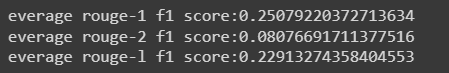 everage rouge-1 f1 score:0.25079220372713634
everage rouge-2 f1 score:0.08076691711377516
everage rouge-l f1 score:0.22913274358404553